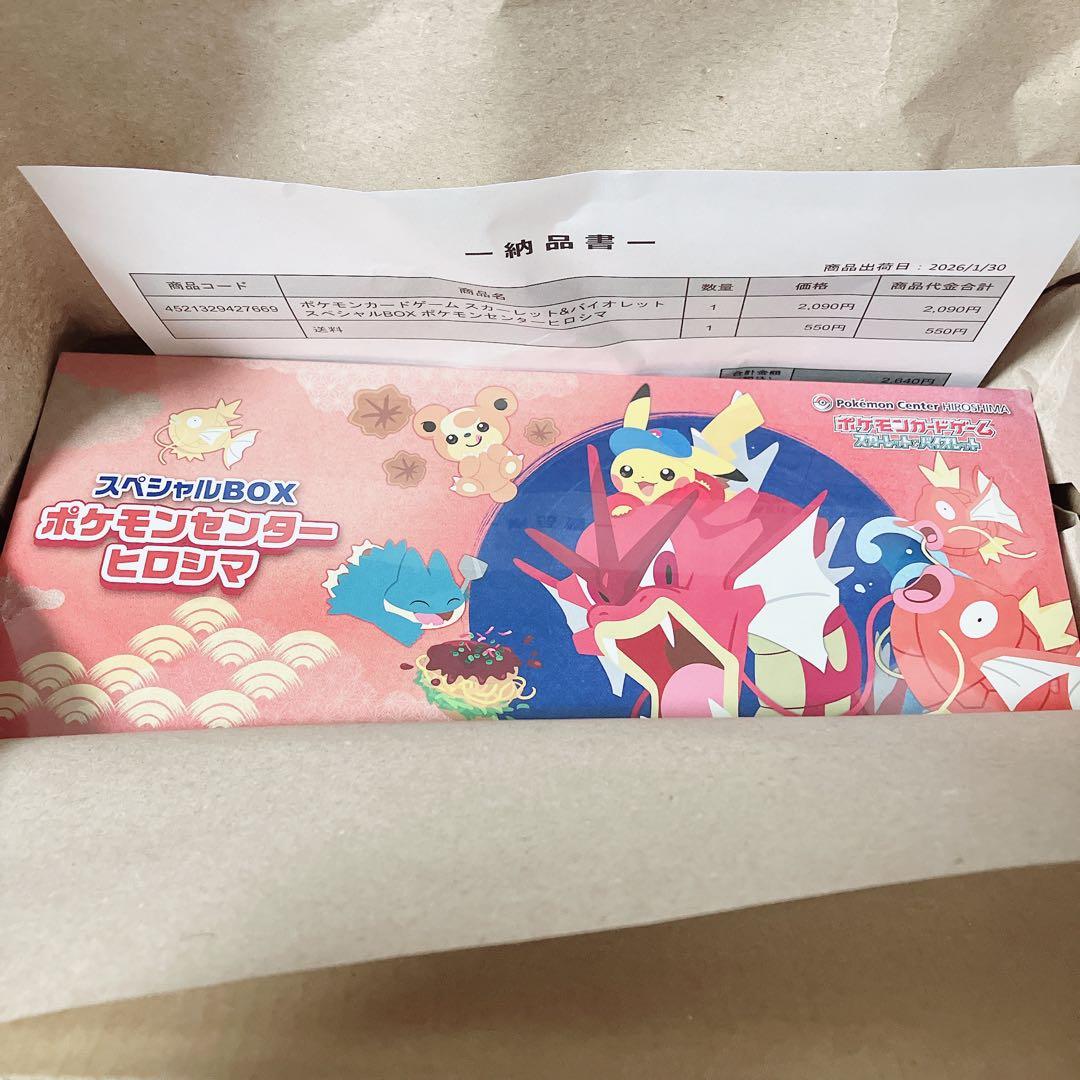 ― 納品書 ―
商品出荷日：2026/1/30
商品コード 商品名 数量 価格 商品代金合計
4521329427669 ポケモンカードゲーム スカーレット&バイオレット 1 2,090円 2,090円
スペシャルBOX ポケモンセンターヒロシマ
送料 1 550円 550円
合計金額 2,640円
Pokémon Center HIROSHIMA
ポケモンカードゲーム
スカーレット&バイオレット
スペシャルBOX
ポケモンセンター
ヒロシマ